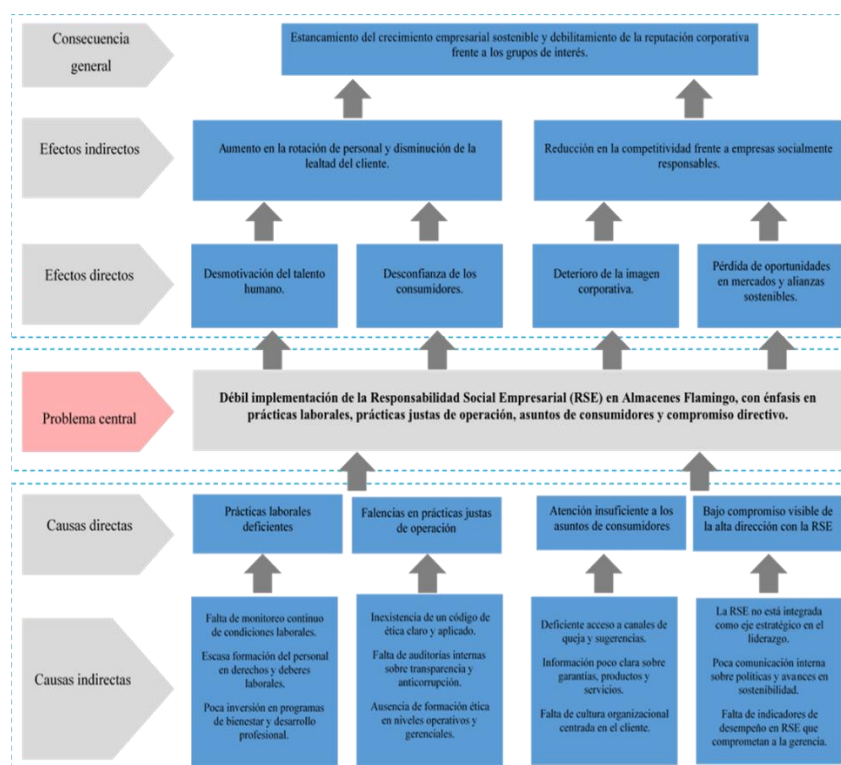 Consecuencia
general
Estancamiento del crecimiento empresarial sostenible y debilitamiento de la reputación corporativa
frente a los grupos de interés.
Efectos indirectos
Aumento en la rotación de personal y disminución de la
lealtad del cliente.
Reducción en la competitividad frente a empresas socialmente
responsables.
Efectos directos
Desmotivación del talento
humano.
Desconfianza de los
consumidores.
Deterioro de la imagen
corporativa.
Pérdida de oportunidades
en mercados y alianzas
sostenibles.
Problema central
Débil implementación de la Responsabilidad Social Empresarial (RSE) en Almacenes Flamingo, con énfasis en
prácticas laborales, prácticas justas de operación, asuntos de consumidores y compromiso directivo.
Causas directas
Prácticas laborales
deficientes
Falencias en prácticas justas
de operación
Atención insuficiente a los
asuntos de consumidores
Bajo compromiso visible de
la alta dirección con la RSE
Causas indirectas
Falta de monitoreo continuo
de condiciones laborales.
Escasa formación del personal
en derechos y deberes
laborales.
Poca inversión en programas
de bienestar y desarrollo
profesional.
Inexistencia de un código de
ética claro y aplicado.
Falta de auditorías internas
sobre transparencia y
anticorrupción.
Ausencia de formación ética
en niveles operativos y
gerenciales.
Deficiente acceso a canales de
queja y sugerencias.
Información poco clara sobre
garantías, productos y
servicios.
Falta de cultura organizacional
centrada en el cliente.
La RSE no está integrada
como eje estratégico en el
liderazgo.
Poca comunicación interna
sobre políticas y avances en
sostenibilidad.
Falta de indicadores de
desempeño en RSE que
comprometan a la gerencia.